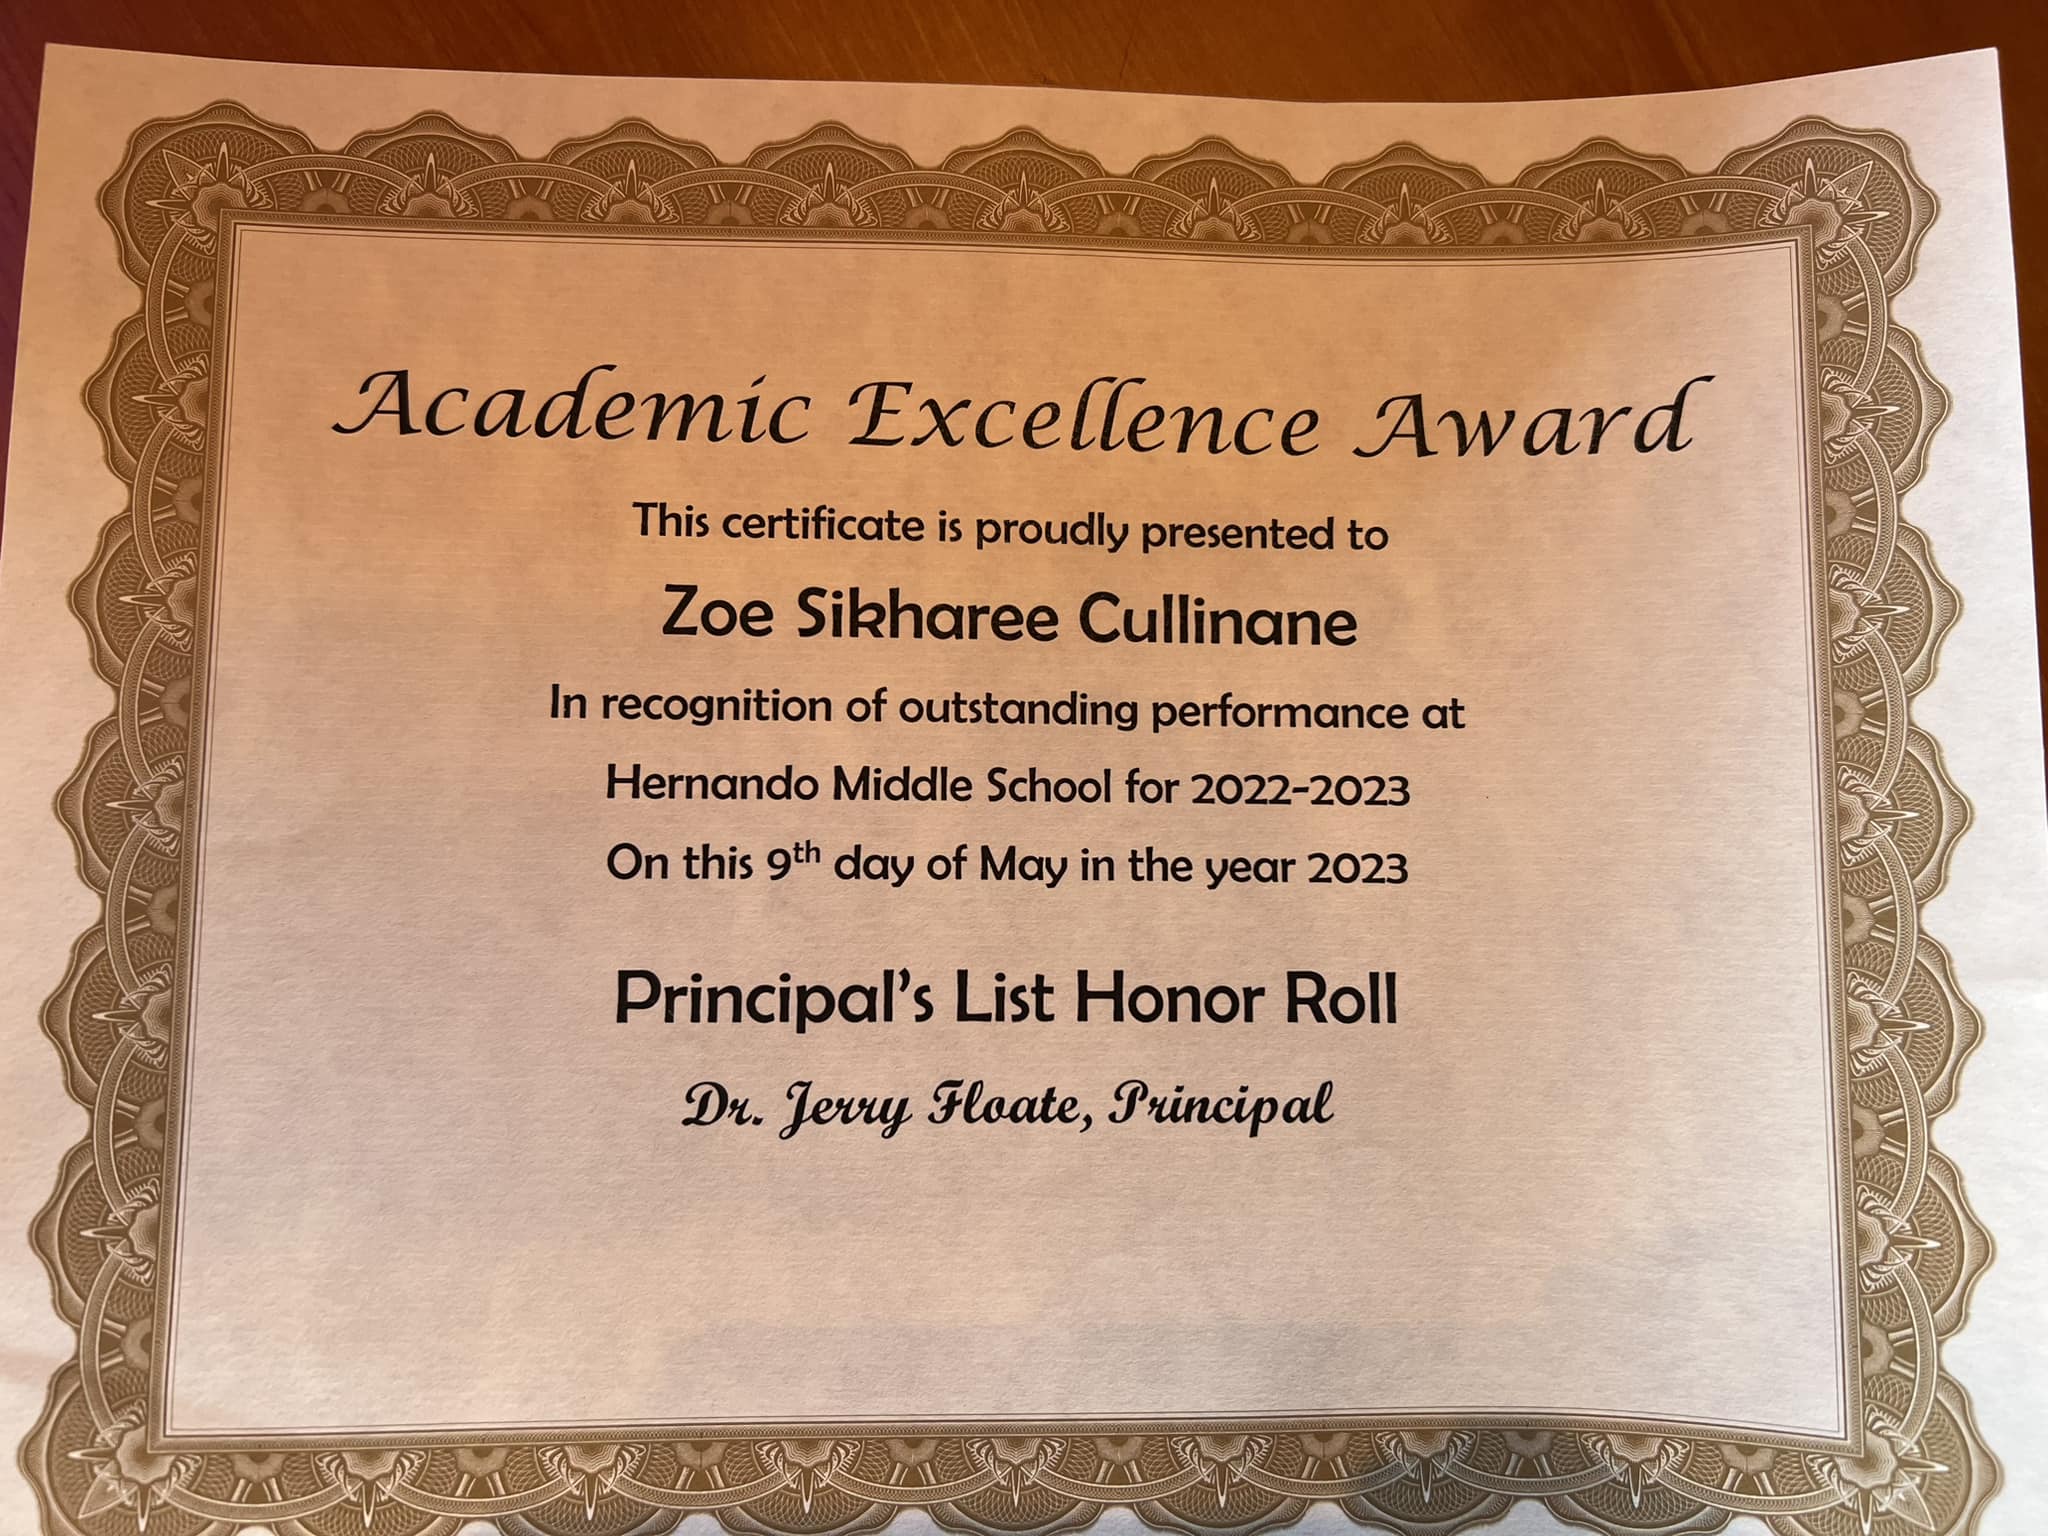 Academic Excellence Award
This certificate is proudly presented to
Zoe Sikharee Cullinane
In recognition of outstanding performance at
Hernando Middle School for 2022-2023
On this 9th day of May in the year 2023
Principal's List Honor Roll
Dr. Jerry Floate, Principal